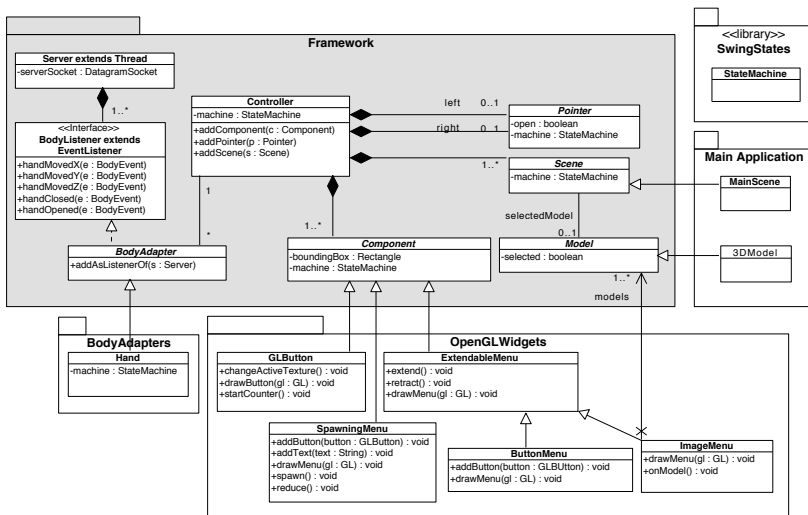 Framework
Server extends Thread
-serverSocket : DatagramSocket
1..*
<<Interface>>
BodyListener extends
EventListener
+handMovedX(e : BodyEvent)
+handMovedY(e : BodyEvent)
+handMovedZ(e : BodyEvent)
+handClosed(e : BodyEvent)
+handOpened(e : BodyEvent)
BodyAdapter
+addAsListenerOf(s : Server)
Controller
-machine : StateMachine
+addComponent(c : Component)
+addPointer(p : Pointer)
+addScene(s : Scene)
1
*
1..*
left 0..1
right 0..1
1..*
Pointer
-open : boolean
-machine : StateMachine
Scene
-machine : StateMachine
selectedModel
0..1
Component
-boundingBox : Rectangle
-machine : StateMachine
Model
-selected : boolean
1..*
models
<<library>>
SwingStates
StateMachine
Main Application
MainScene
3DModel
BodyAdapters
Hand
-machine : StateMachine
OpenGLWidgets
GLButton
+changeActiveTexture() : void
+drawButton(gl : GL) : void
+startCounter() : void
ExtendableMenu
+extend() : void
+retract() : void
+drawMenu(gl : GL) : void
SpawningMenu
+addButton(button : GLButton) : void
+addText(text : String) : void
+drawMenu(gl : GL) : void
+spawn() : void
+reduce() : void
ButtonMenu
+addButton(button : GLBUtton) : void
+drawMenu(gl : GL) : void
ImageMenu
+drawMenu(gl : GL) : void
+onModel() : void